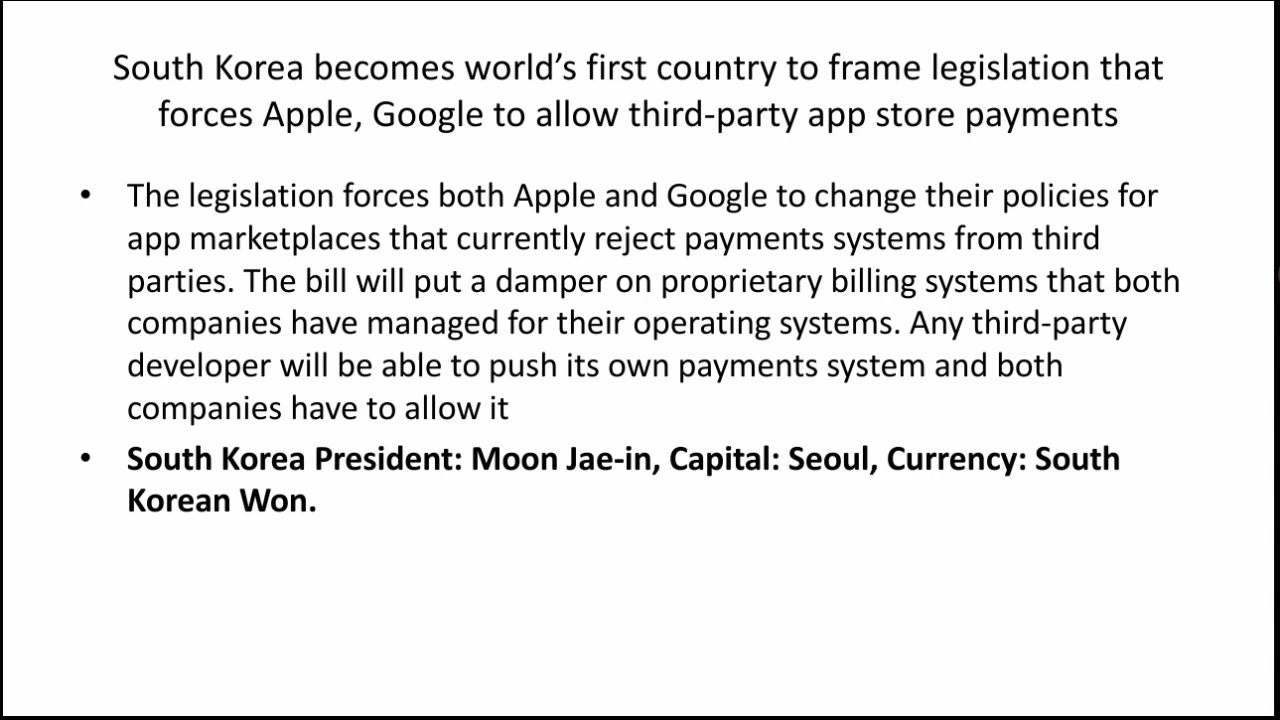 South Korea becomes world’s first country to frame legislation that
forces Apple, Google to allow third-party app store payments
• The legislation forces both Apple and Google to change their policies for
app marketplaces that currently reject payments systems from third
parties. The bill will put a damper on proprietary billing systems that both
companies have managed for their operating systems. Any third-party
developer will be able to push its own payments system and both
companies have to allow it
• South Korea President: Moon Jae-in, Capital: Seoul, Currency: South
Korean Won.